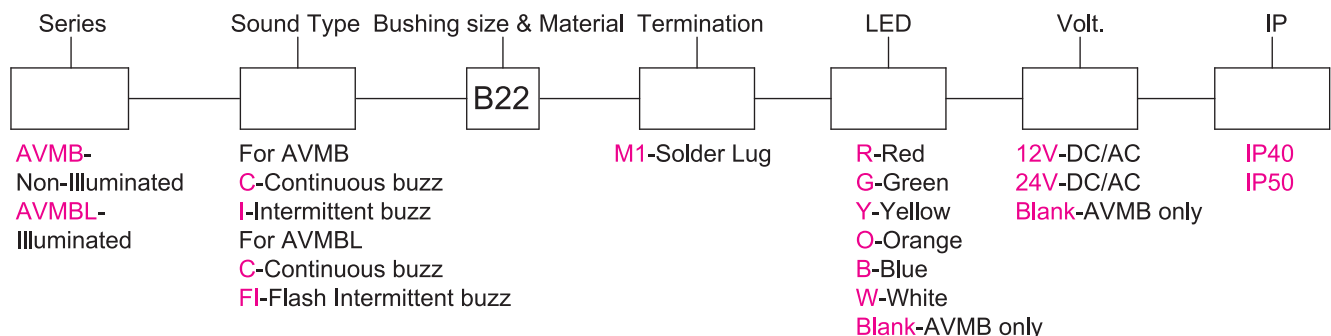 Series
Sound Type
Bushing size & Material
Termination
LED
Volt.
IP
B22
AVMB-
Non-Illuminated
AVMBL-
Illuminated
For AVMB
C-Continuous buzz
I-Intermittent buzz
For AVMBL
C-Continuous buzz
FI-Flash Intermittent buzz
M1-Solder Lug
R-Red
G-Green
Y-Yellow
O-Orange
B-Blue
W-White
Blank-AVMB only
12V-DC/AC
24V-DC/AC
Blank-AVMB only
IP40
IP50